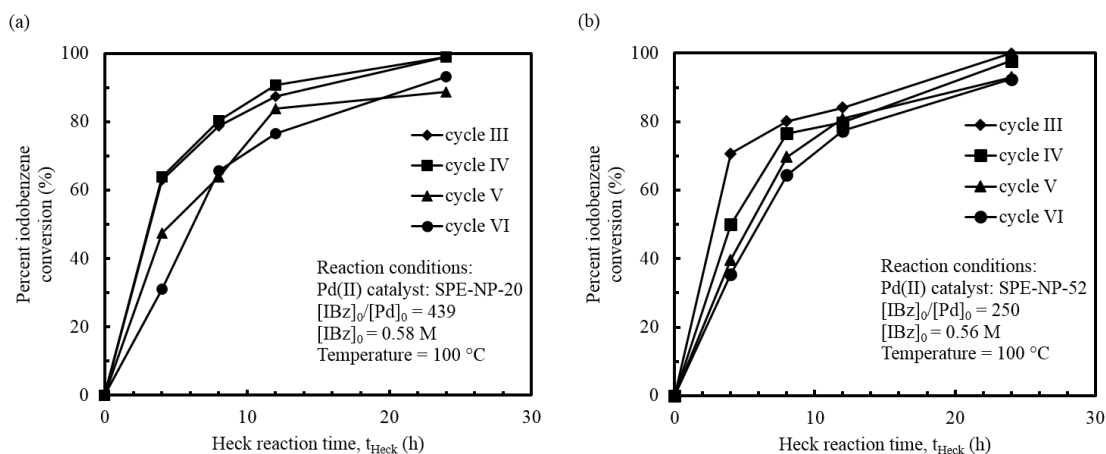 (a)
Percent iodobenzene
conversion (%)
100
80
60
40
20
0
0
10
20
30
Heck reaction time, t_Heck (h)
cycle III
cycle IV
cycle V
cycle VI
Reaction conditions:
Pd(II) catalyst: SPE-NP-20
[IBz]₀/[Pd]₀ = 439
[IBz]₀ = 0.58 M
Temperature = 100 °C
(b)
Percent iodobenzene
conversion (%)
100
80
60
40
20
0
0
10
20
30
Heck reaction time, t_Heck (h)
cycle III
cycle IV
cycle V
cycle VI
Reaction conditions:
Pd(II) catalyst: SPE-NP-52
[IBz]₀/[Pd]₀ = 250
[IBz]₀ = 0.56 M
Temperature = 100 °C